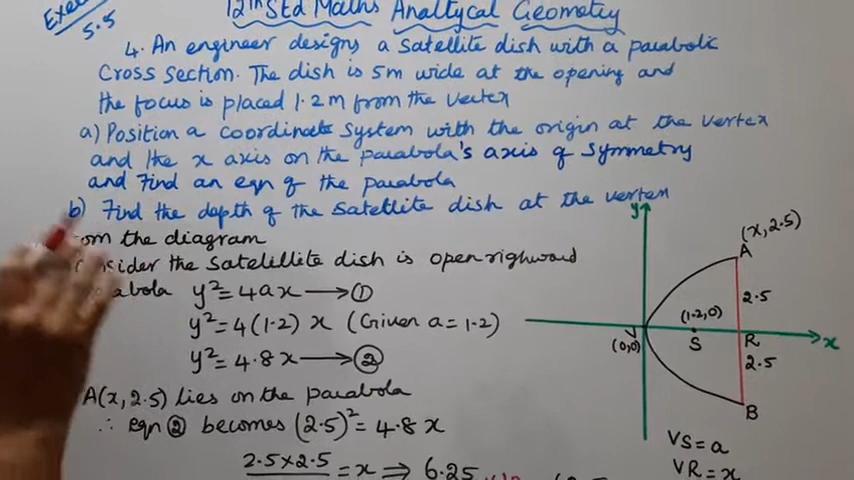 12th Std Maths Analtycal Geometry
5.5
4. An engineer designs a satellite dish with a parabolic
cross section. The dish is 5m wide at the opening and
the focus is placed 1.2m from the vertex
a) Position a coordinate system with the origin at the vertex
and the x axis on the parabola's axis of symmetry
and Find an eqn of the parabola
b) Find the depth of the satellite dish at the vertex
the diagram
the satelellite dish is open righward
y²=4ax → ①
y²=4(1.2) x (Given a=1.2)
y²=4.8x → ②
A(x, 2.5) lies on the parabola
∴ eqn ② becomes (2.5)²=4.8 x
2.5×2.5 = x ⇒ 6.25
y
(x, 2.5)
A
2.5
(1.2,0)
V
(0,0)
S
R
x
2.5
B
VS=a
VR=x